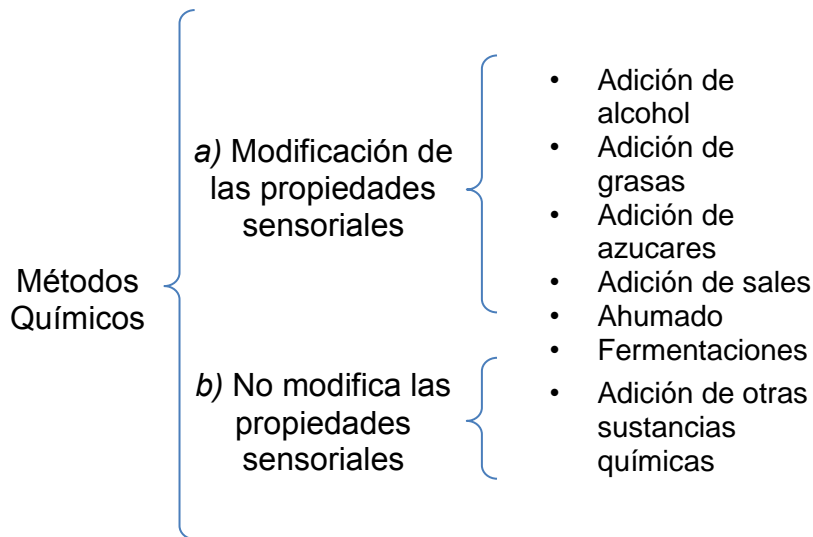 Métodos
Químicos
a) Modificación de
las propiedades
sensoriales
• Adición de
alcohol
• Adición de
grasas
• Adición de
azucares
• Adición de sales
• Ahumado
• Fermentaciones
b) No modifica las
propiedades
sensoriales
• Adición de otras
sustancias
químicas